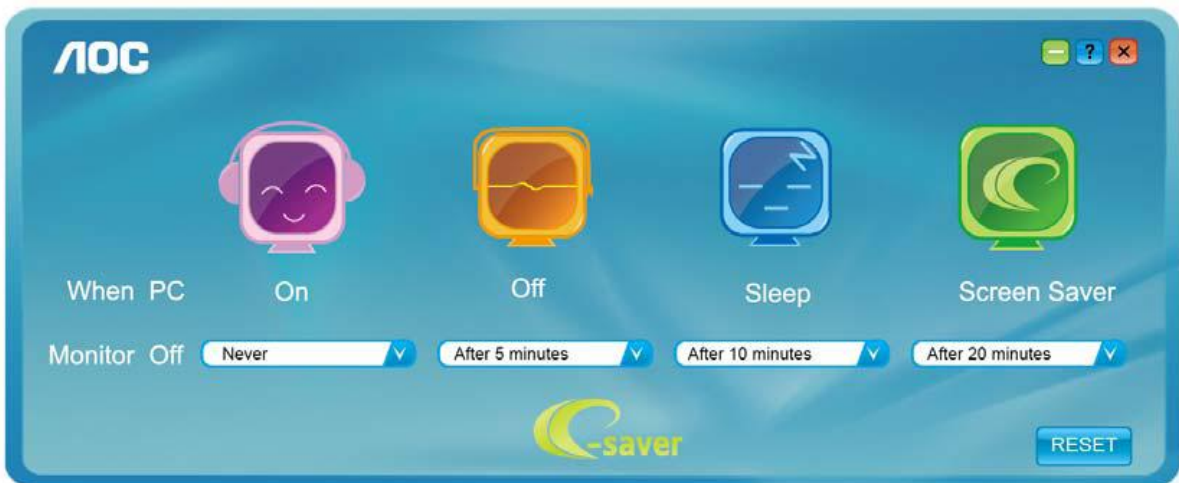 AOC
?
When PC On Off Sleep Screen Saver
Monitor Off Never After 5 minutes After 10 minutes After 20 minutes
e-saver
RESET